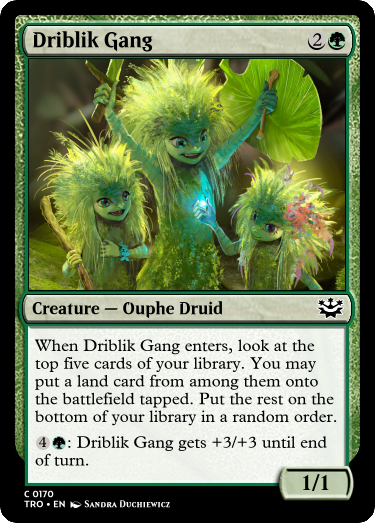 Driblik Gang 2
Creature — Ouphe Druid
When Driblik Gang enters, look at the
top five cards of your library. You may
put a land card from among them onto
the battlefield tapped. Put the rest on the
bottom of your library in a random order.
4: Driblik Gang gets +3/+3 until end
of turn.
1/1
C 0170
TRO • EN Sandra Duchiewicz